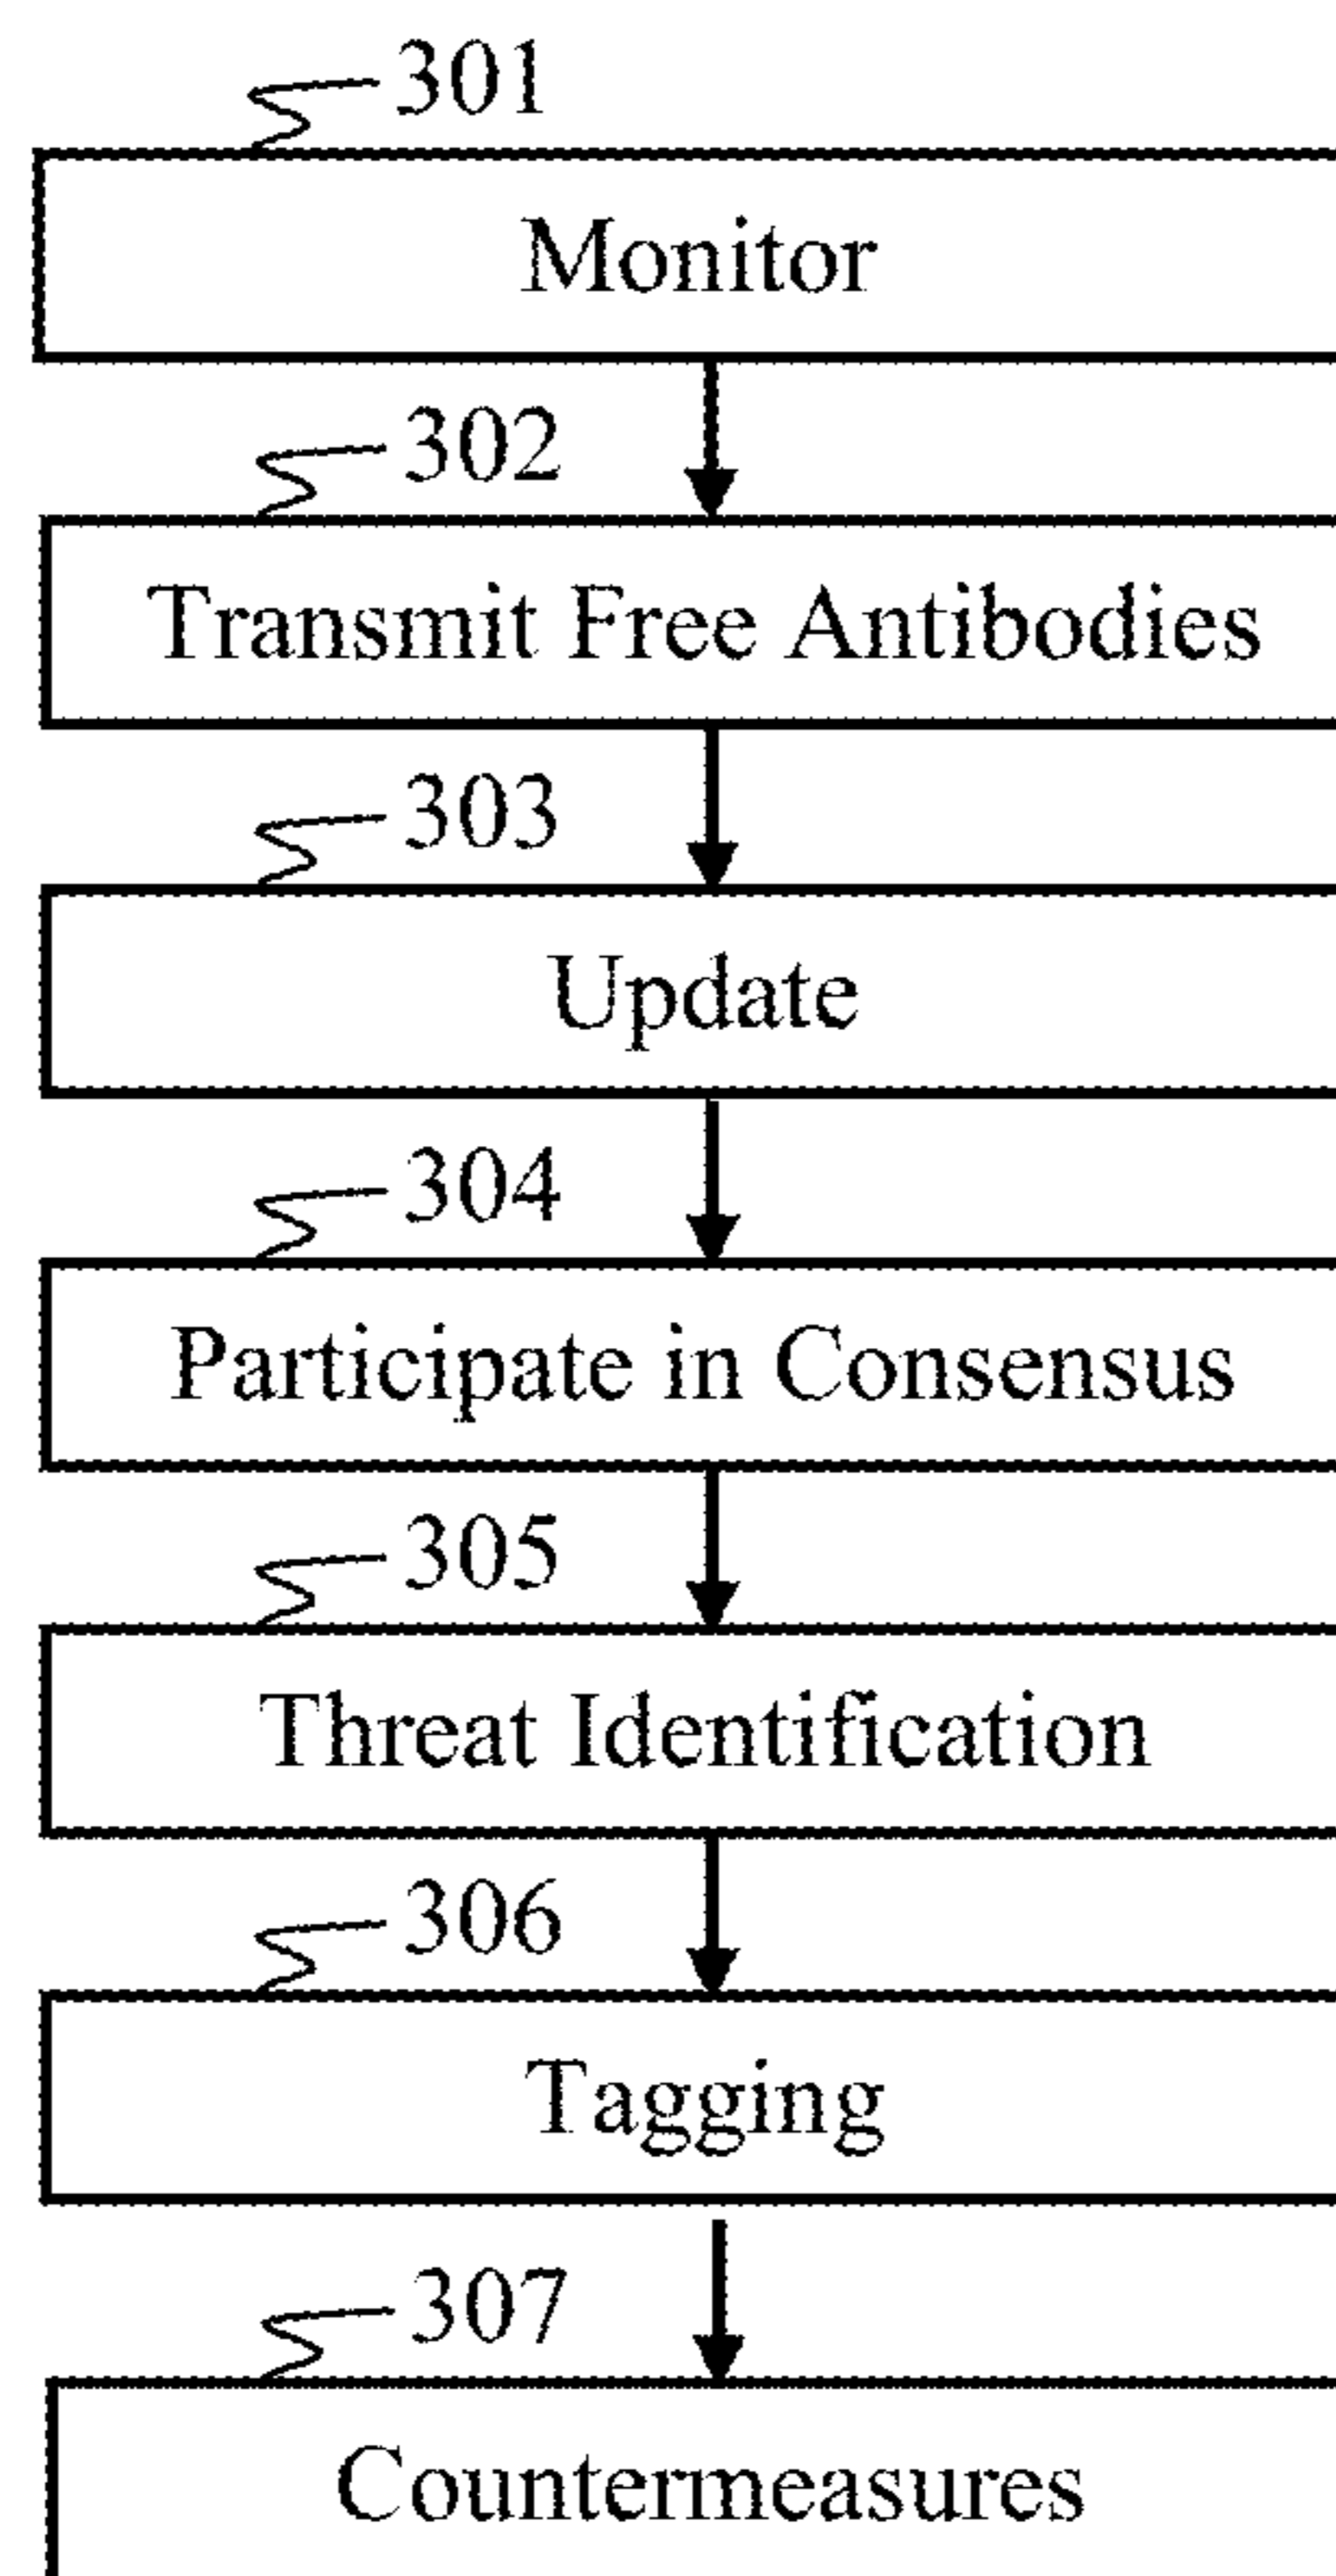 301
Monitor
302
Transmit Free Antibodies
303
Update
304
Participate in Consensus
305
Threat Identification
306
Tagging
307
Countermeasures